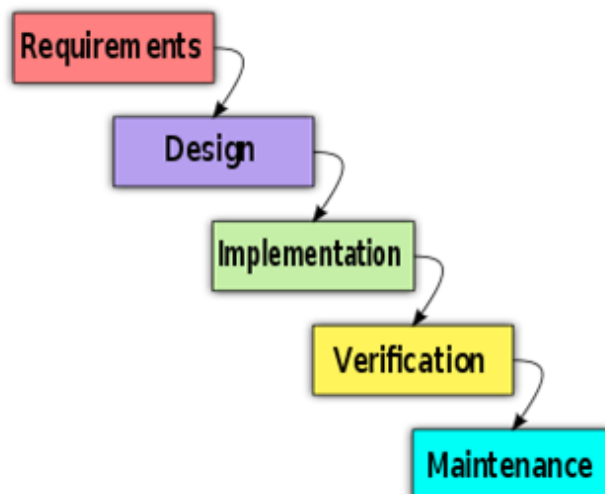 Requirements
Design
Implementation
Verification
Maintenance